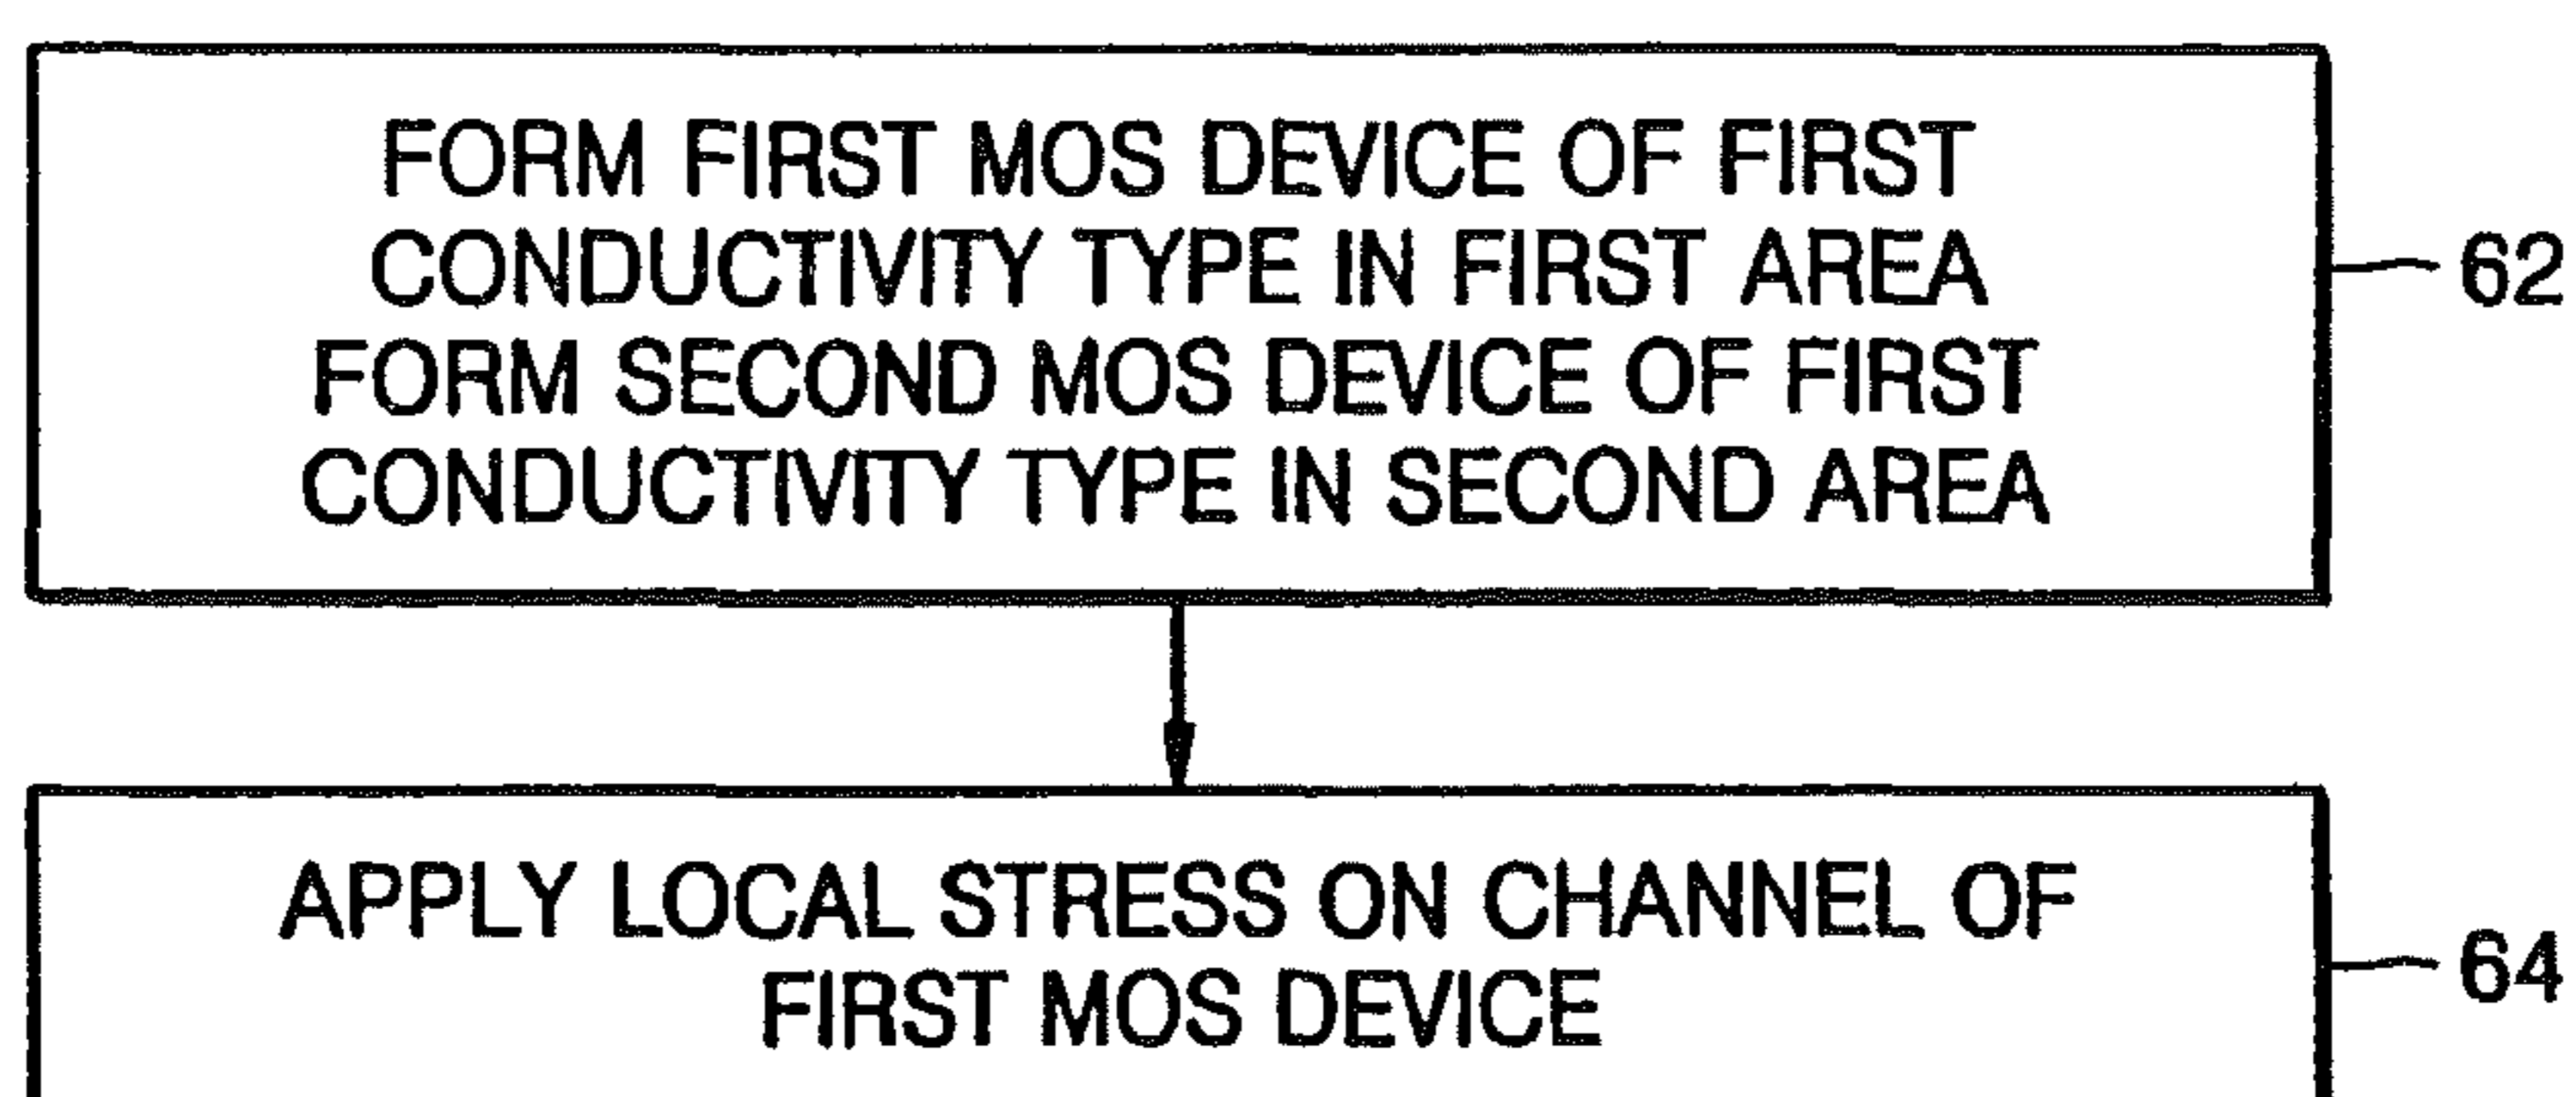 FORM FIRST MOS DEVICE OF FIRST
CONDUCTIVITY TYPE IN FIRST AREA
FORM SECOND MOS DEVICE OF FIRST
CONDUCTIVITY TYPE IN SECOND AREA
62
APPLY LOCAL STRESS ON CHANNEL OF
FIRST MOS DEVICE
64